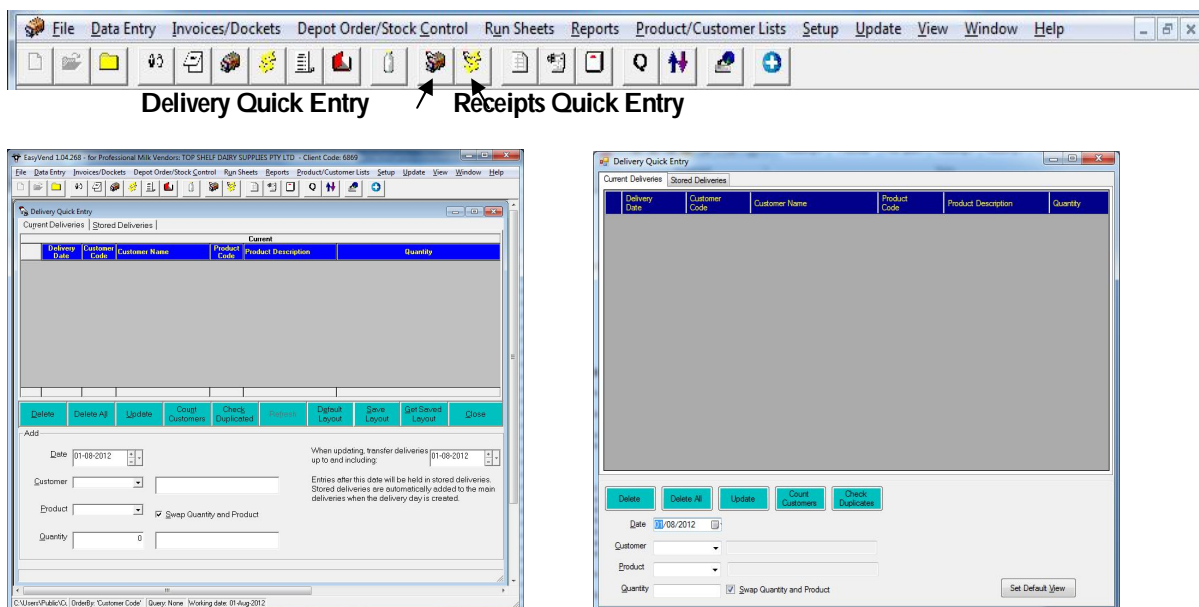 File Data Entry Invoices/Dockets Depot Order/Stock Control Run Sheets Reports Product/Customer Lists Setup Update View Window Help
Q
Delivery Quick Entry Receipts Quick Entry
EasyVend 1.04.268 - for Professional Milk Vendors: TOP SHELF DAIRY SUPPLIES PTY LTD - Client Code: 6869
File Data Entry Invoices/Dockets Depot Order/Stock Control Run Sheets Reports Product/Customer Lists Setup Update View Window Help
Q
Delivery Quick Entry
Current Deliveries Stored Deliveries
Current
Delivery Date Customer Code Customer Name Product Code Product Description Quantity
Delete Delete All Update Count Customers Check Duplicated Refresh Default Layout Save Layout Get Saved Layout Close
Add
Date 01-08-2012
When updating, transfer deliveries up to and including: 01-08-2012
Customer
Entries after this date will be held in stored deliveries.
Stored deliveries are automatically added to the main
deliveries when the delivery day is created.
Product
Swap Quantity and Product
Quantity 0
C:\Users\Public\O OrderBy: 'Customer Code' Query: None Working date: 01-Aug-2012
Delivery Quick Entry
Current Deliveries Stored Deliveries
Delivery Date Customer Code Customer Name Product Code Product Description Quantity
Delete Delete All Update Count Customers Check Duplicates
Date 01/08/2012
Customer
Product
Quantity Swap Quantity and Product Set Default View